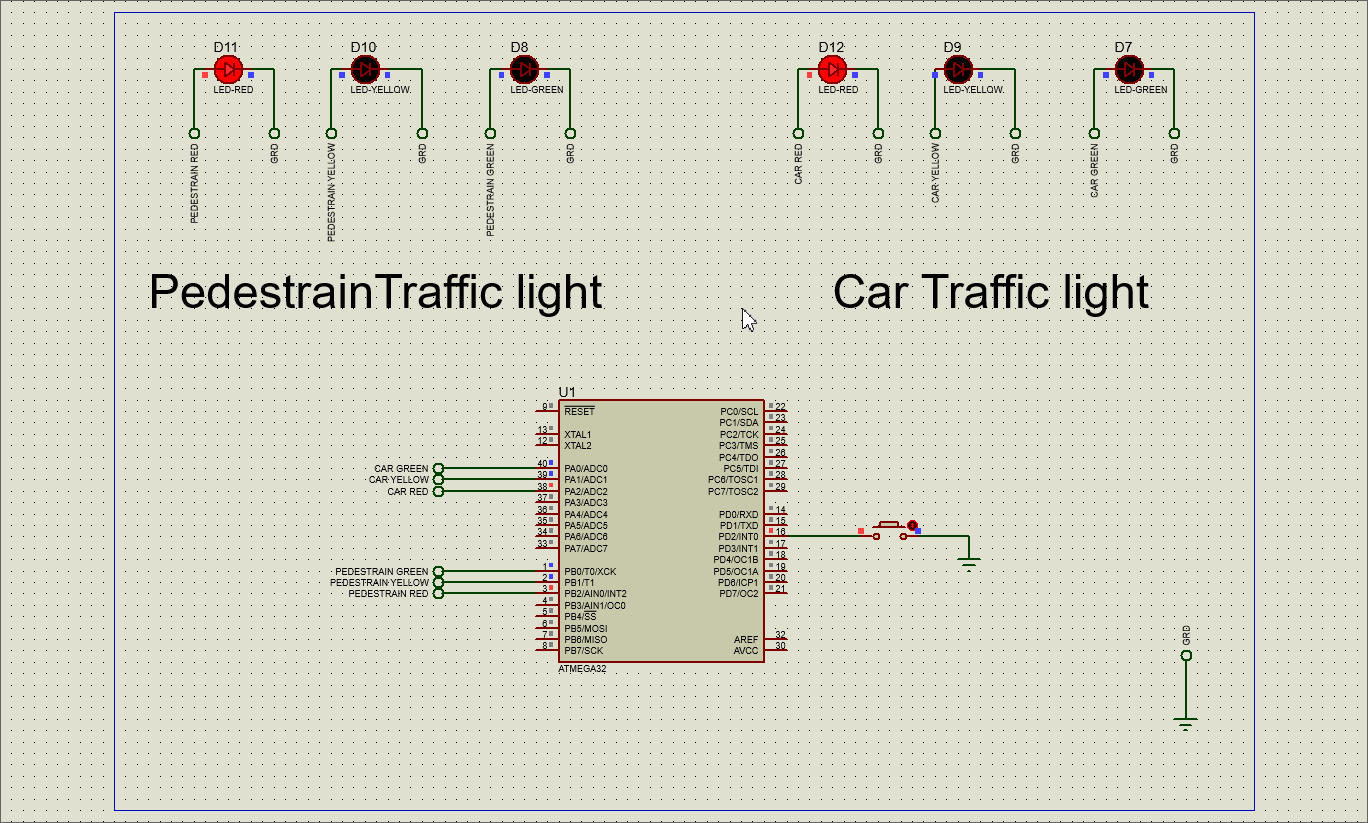 D11
D10
D8
D12
D9
D7
LED-RED
LED-YELLOW.
LED-GREEN
LED-RED
LED-YELLOW.
LED-GREEN
PEDESTRAIN RED
GRD
PEDESTRAIN YELLOW
GRD
PEDESTRAIN GREEN
GRD
CAR RED
GRD
CAR YELLOW
GRD
CAR GREEN
GRD
PedestrainTraffic light
Car Traffic light
U1
9 RESET
13 XTAL1
12 XTAL2
CAR GREEN 40 PA0/ADC0
CAR YELLOW 39 PA1/ADC1
CAR RED 38 PA2/ADC2
37 PA3/ADC3
36 PA4/ADC4
35 PA5/ADC5
34 PA6/ADC6
33 PA7/ADC7
PEDESTRAIN GREEN 1 PB0/T0/XCK
PEDESTRAIN YELLOW 2 PB1/T1
PEDESTRAIN RED 3 PB2/AIN0/INT2
4 PB3/AIN1/OC0
5 PB4/SS
6 PB5/MOSI
7 PB6/MISO
8 PB7/SCK
PC0/SCL 22
PC1/SDA 23
PC2/TCK 24
PC3/TMS 25
PC4/TDO 26
PC5/TDI 27
PC6/TOSC1 28
PC7/TOSC2 29
PD0/RXD 14
PD1/TXD 15
PD2/INT0 16
PD3/INT1 17
PD4/OC1B 18
PD5/OC1A 19
PD6/ICP1 20
PD7/OC2 21
AREF 32
AVCC 30
ATMEGA32
GRD